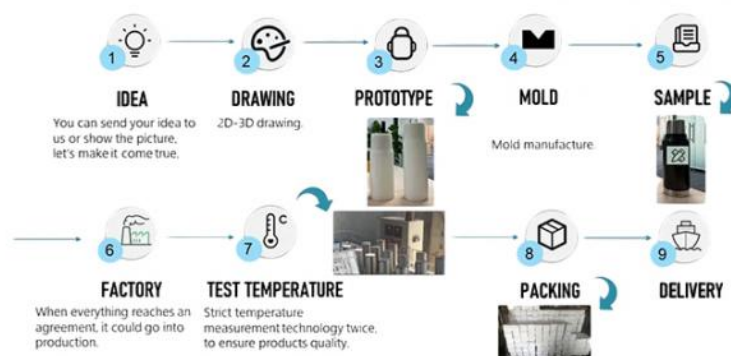 1
2
3
4
5
IDEA
DRAWING
PROTOTYPE
MOLD
SAMPLE
You can send your idea to
us or show the picture,
let's make it come true.
2D-3D drawing.
Mold manufacture
C
6
7
8
9
FACTORY
TEST TEMPERATURE
PACKING
DELIVERY
When everything reaches an
agreement, it could go into
production.
Strict temperature
measurement technology twice,
to ensure products quality.